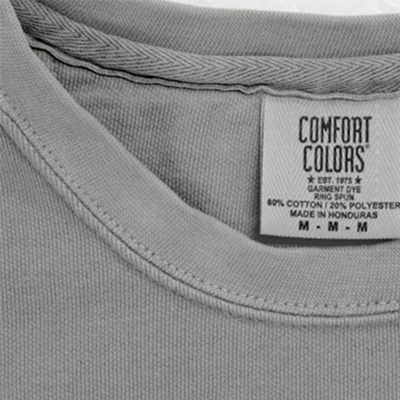 COMFORT
COLORS®
★ EST. 1975 ★
GARMENT DYE
RING SPUN
80% COTTON / 20% POLYESTER
MADE IN HONDURAS
M - M - M